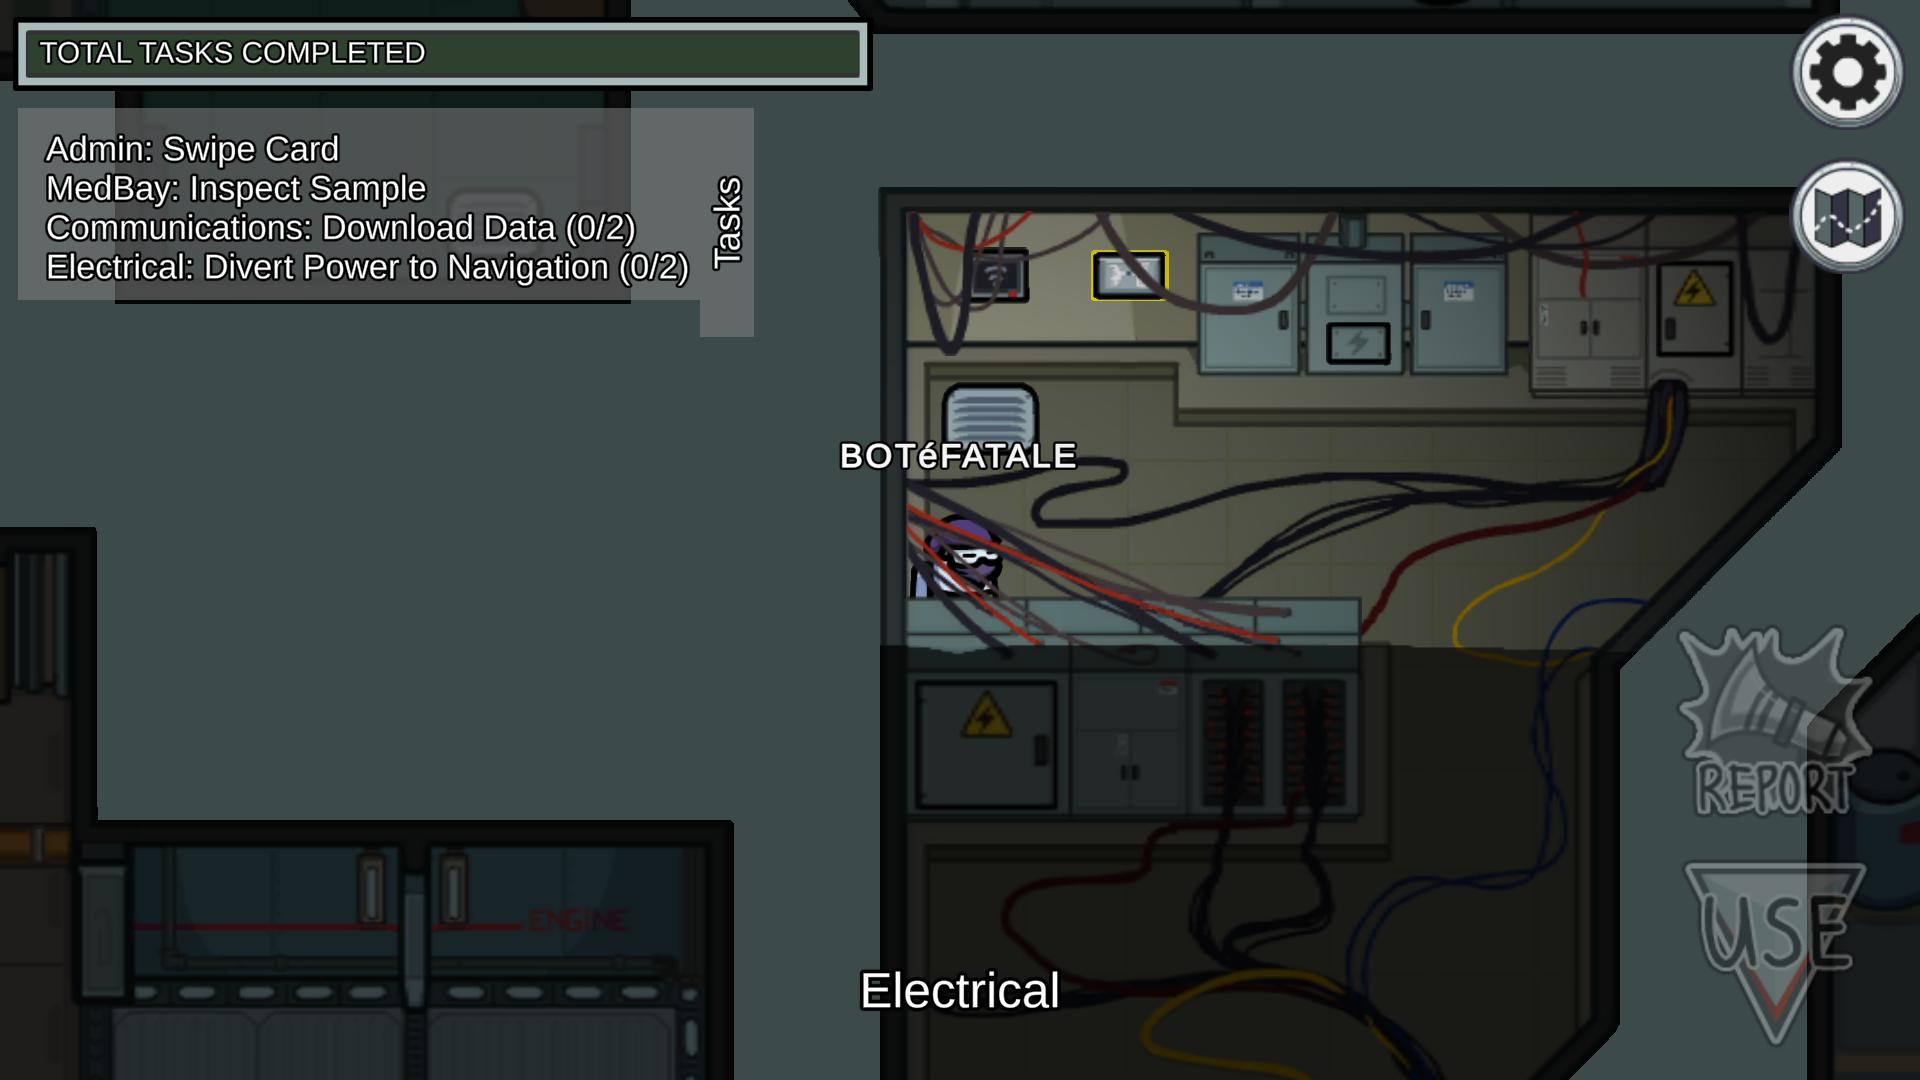 TOTAL TASKS COMPLETED
Admin: Swipe Card
MedBay: Inspect Sample
Communications: Download Data (0/2)
Electrical: Divert Power to Navigation (0/2)
Tasks
BOTéFATALE
REPORT
ENGINE
USE
Electrical